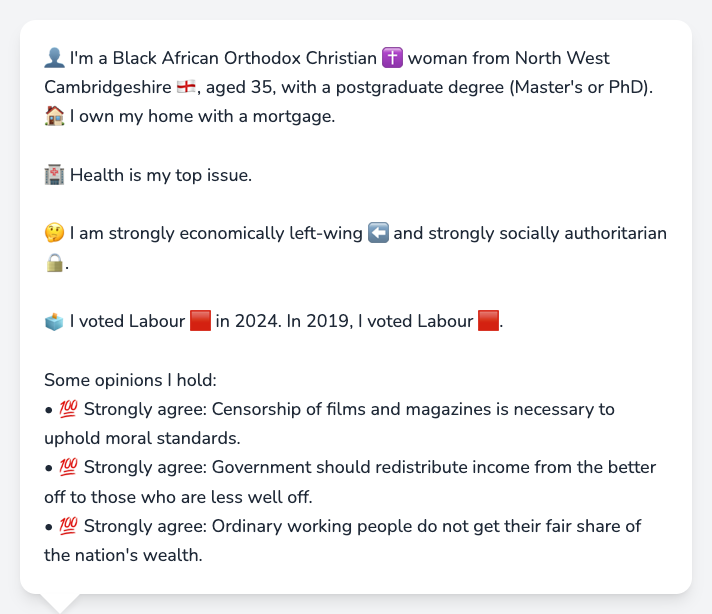 👤 I'm a Black African Orthodox Christian ✝️ woman from North West
Cambridgeshire 🏴󠁧󠁢󠁥󠁮󠁧󠁿, aged 35, with a postgraduate degree (Master's or PhD).
🏠 I own my home with a mortgage.
🏥 Health is my top issue.
🤔 I am strongly economically left-wing ⬅️ and strongly socially authoritarian
🔒.
🗳️ I voted Labour 🟥 in 2024. In 2019, I voted Labour 🟥.
Some opinions I hold:
• 💯 Strongly agree: Censorship of films and magazines is necessary to
uphold moral standards.
• 💯 Strongly agree: Government should redistribute income from the better
off to those who are less well off.
• 💯 Strongly agree: Ordinary working people do not get their fair share of
the nation's wealth.